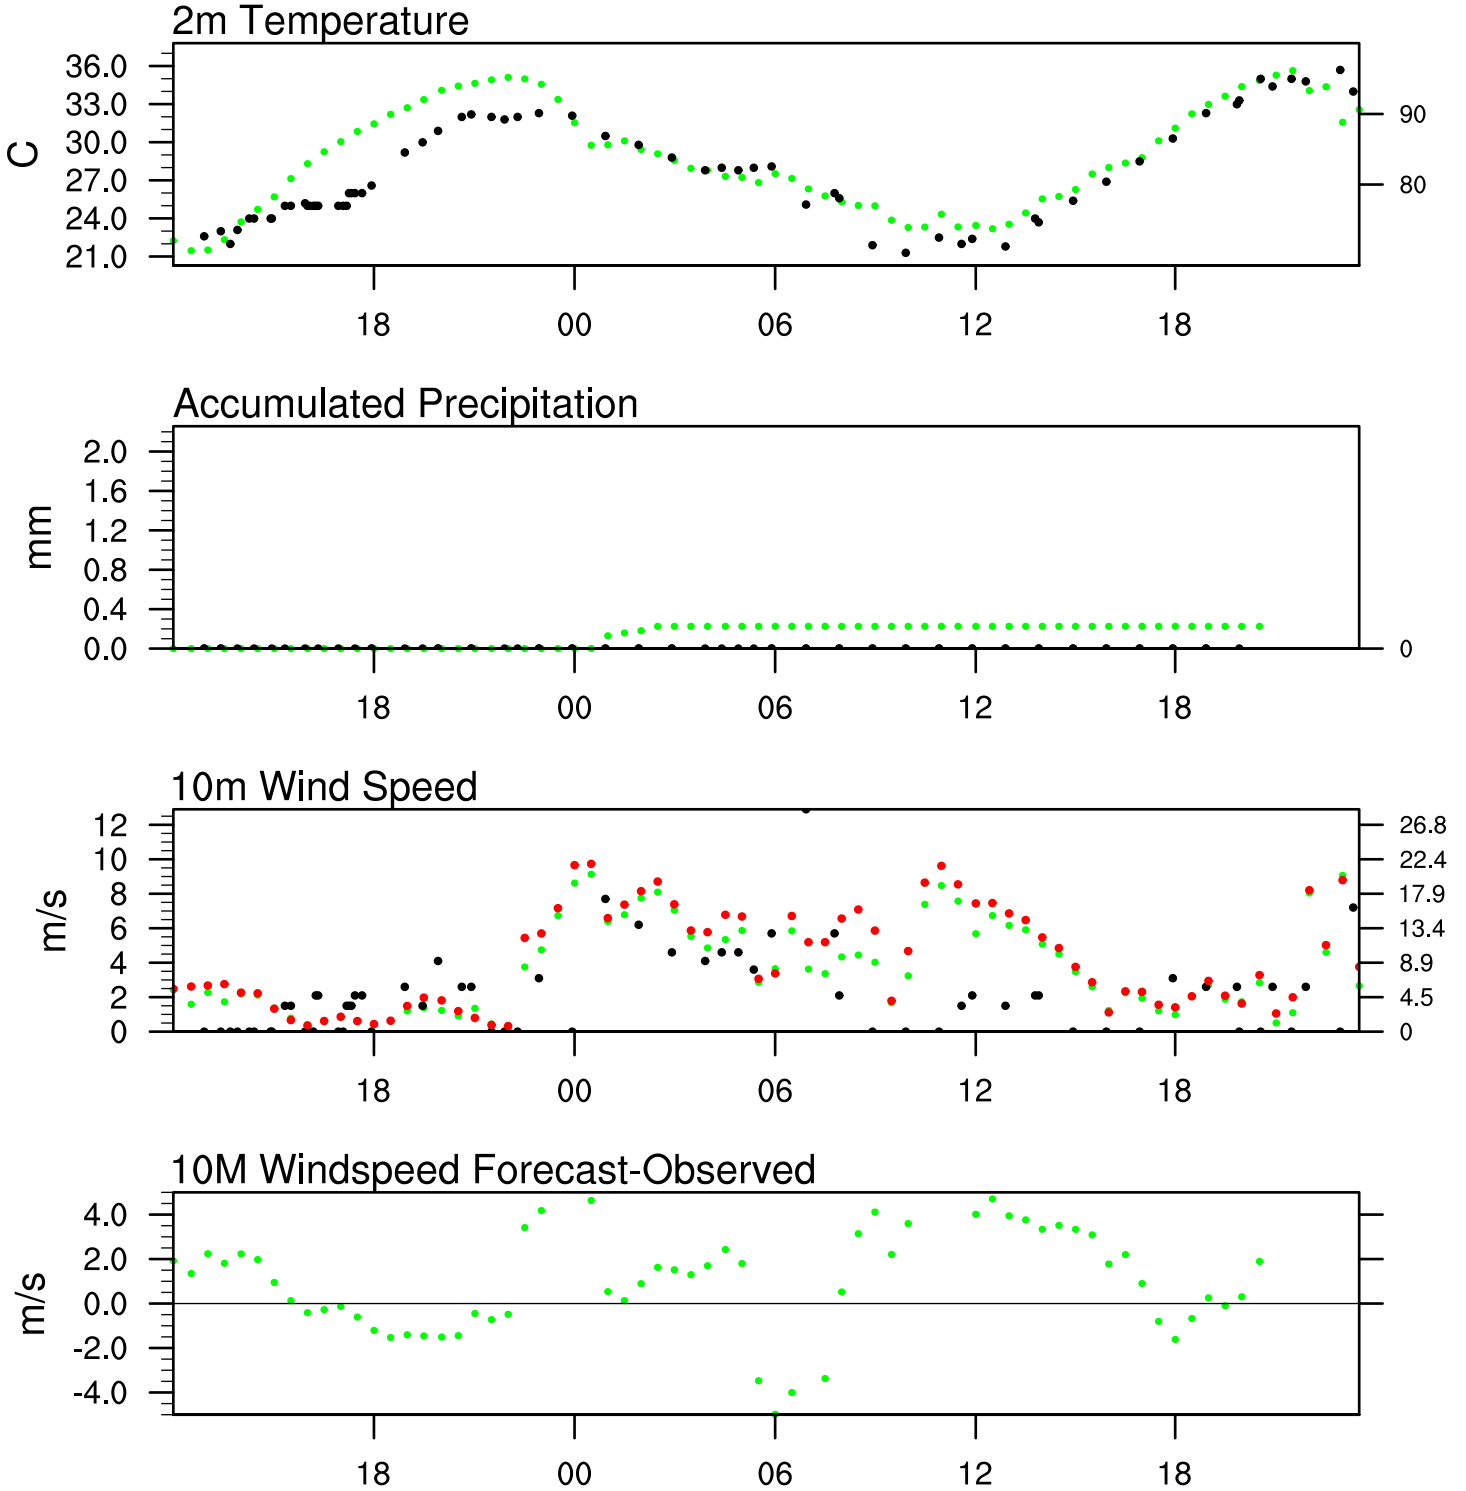 2m Temperature
36.0
33.0
30.0
27.0
24.0
21.0
C
90
80
18 00 06 12 18
Accumulated Precipitation
2.0
1.6
1.2
0.8
0.4
0.0
mm
0
18 00 06 12 18
10m Wind Speed
12
10
8
6
4
2
0
m/s
26.8
22.4
17.9
13.4
8.9
4.5
0
18 00 06 12 18
10M Windspeed Forecast-Observed
4.0
2.0
0.0
-2.0
-4.0
m/s
18 00 06 12 18